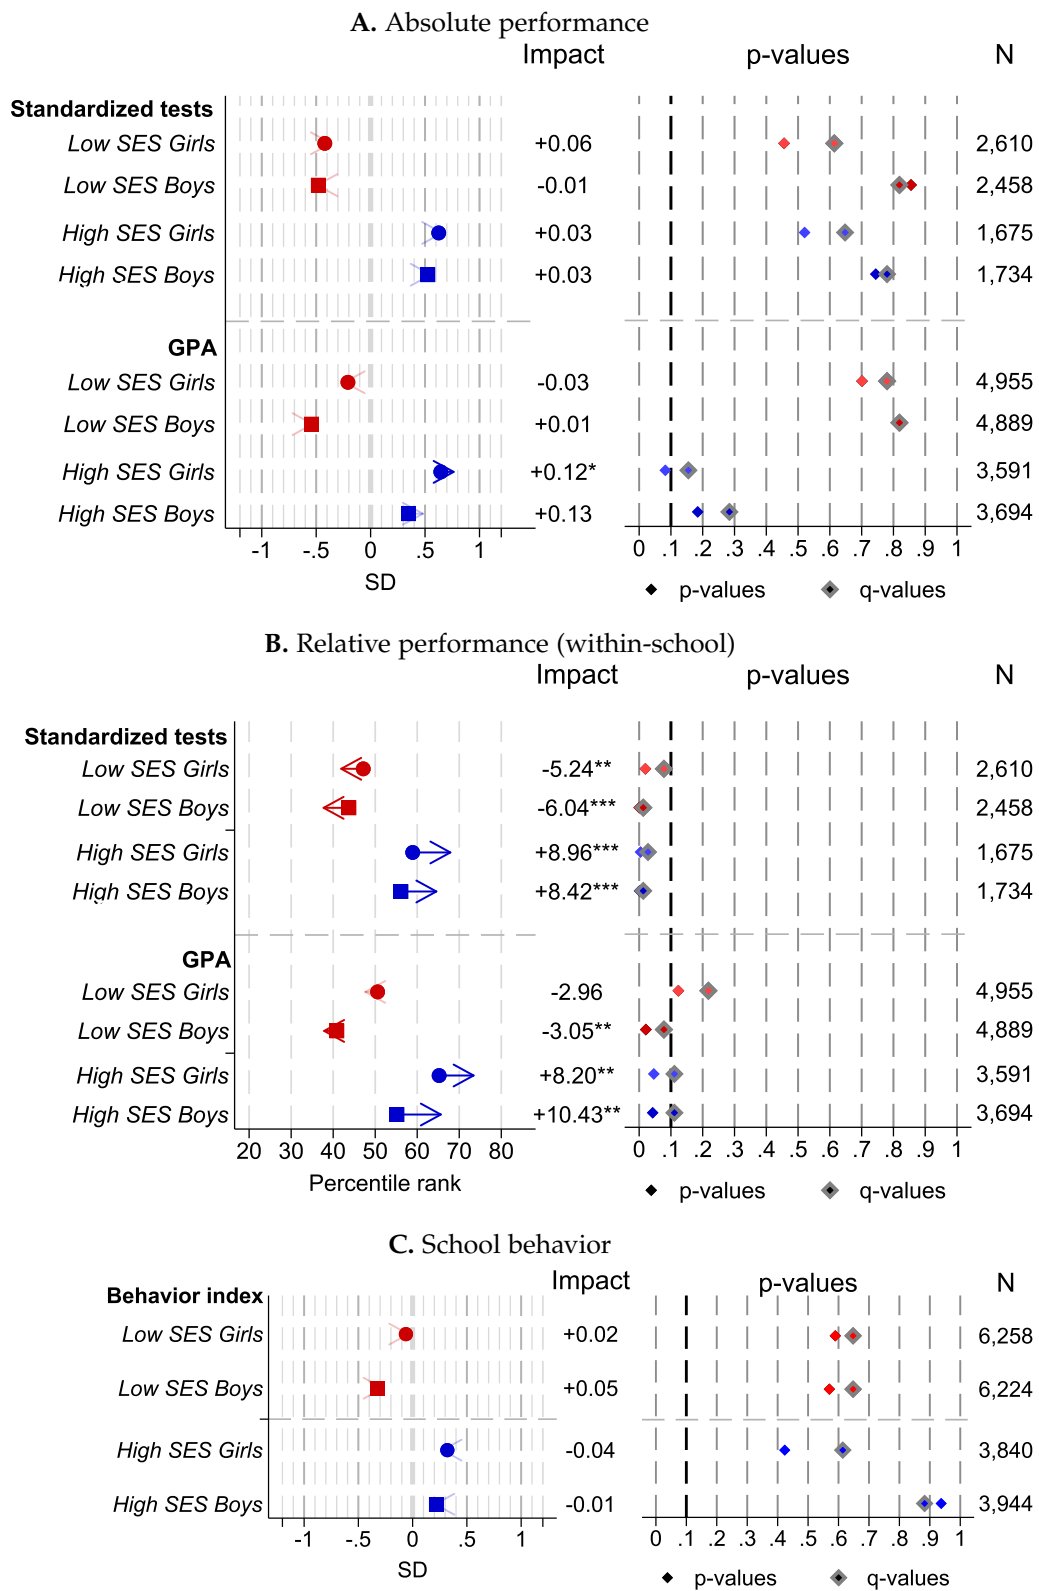 A. Absolute performance
Impact p-values N
Standardized tests
Low SES Girls +0.06 2,610
Low SES Boys -0.01 2,458
High SES Girls +0.03 1,675
High SES Boys +0.03 1,734
GPA
Low SES Girls -0.03 4,955
Low SES Boys +0.01 4,889
High SES Girls +0.12* 3,591
High SES Boys +0.13 3,694
-1 -.5 0 .5 1 0 .1 .2 .3 .4 .5 .6 .7 .8 .9 1
SD
p-values q-values
B. Relative performance (within-school)
Impact p-values N
Standardized tests
Low SES Girls -5.24** 2,610
Low SES Boys -6.04*** 2,458
High SES Girls +8.96*** 1,675
High SES Boys +8.42*** 1,734
GPA
Low SES Girls -2.96 4,955
Low SES Boys -3.05** 4,889
High SES Girls +8.20** 3,591
High SES Boys +10.43** 3,694
20 30 40 50 60 70 80 0 .1 .2 .3 .4 .5 .6 .7 .8 .9 1
Percentile rank
p-values q-values
C. School behavior
Impact p-values N
Behavior index
Low SES Girls +0.02 6,258
Low SES Boys +0.05 6,224
High SES Girls -0.04 3,840
High SES Boys -0.01 3,944
-1 -.5 0 .5 1 0 .1 .2 .3 .4 .5 .6 .7 .8 .9 1
SD
p-values q-values